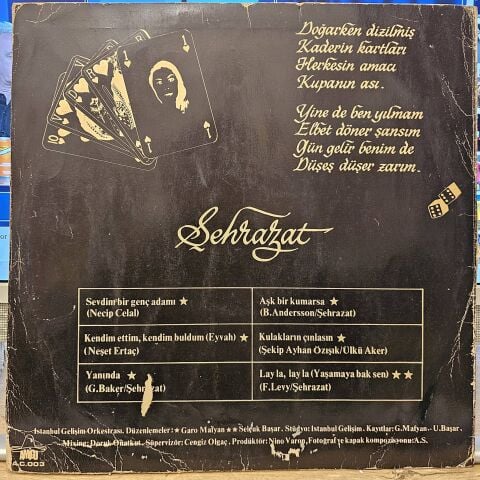 Doğarken dizilmiş
Kaderin kartları
Herkesin amacı
Kupanın ası.
Yine de ben yılmam
Elbet döner şansım
Gün gelir benim de
Düşeş düşer zarım.
Şehrazat
Sevdim bir genç adamı ★
(Necip Celal)
Kendim ettim, kendim buldum (Eyvah) ★
(Neşet Ertaç)
Yanında ★
(G.Baker/Şehrazat)
Aşk bir kumarsa ★
(B.Andersson/Şehrazat)
Kulakların çınlasın ★
(Şekip Ayhan Özışık/Ülkü Aker)
Lay la, lay la (Yaşamaya bak sen) ★★
(F.Levy/Şehrazat)
İstanbul Gelişim Orkestrası. Düzenlemeler: ★ Garo Mafyan ★★ Selçuk Başar. Stüdyo: İstanbul Gelişim. Kayıtlar: G.Mafyan - U.Başar.
Mixing: Duruk Onatkut. Süpervizör: Cengiz Olgaç. Prodüktör: Nino Varon. Fotoğraf ve kapak kompozisyonu: A.S.
A.C.003